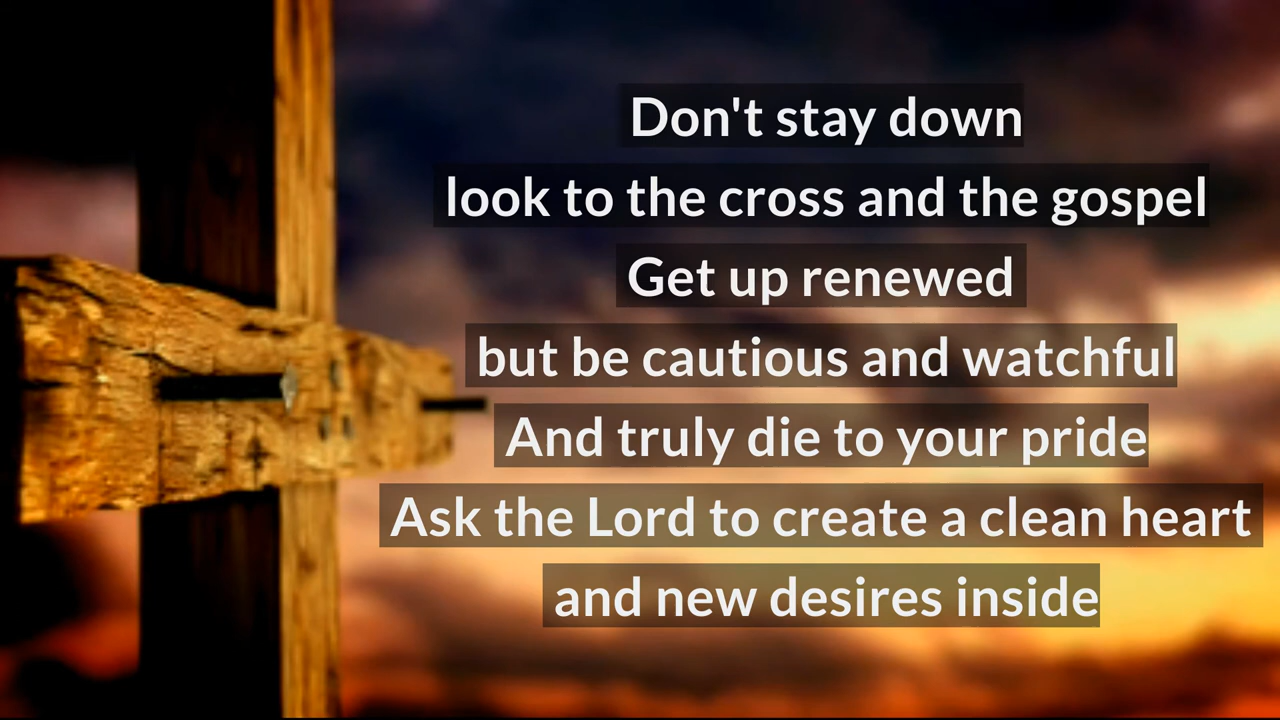 Don't stay down
look to the cross and the gospel
Get up renewed
but be cautious and watchful
And truly die to your pride
Ask the Lord to create a clean heart
and new desires inside